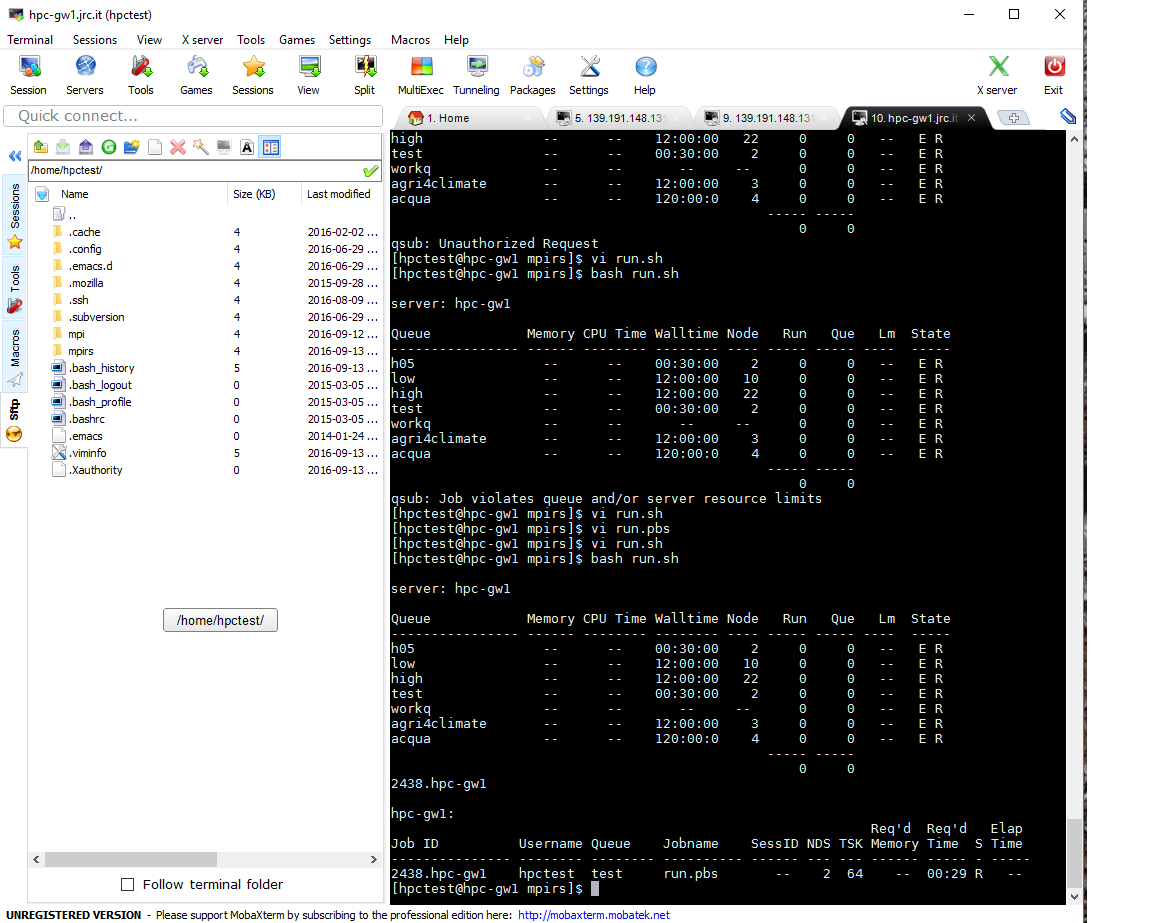 hpc-gw1.jrc.it (hpctest)
Terminal Sessions View X server Tools Games Settings Macros Help
Session Servers Tools Games Sessions View Split MultiExec Tunneling Packages Settings Help X server Exit
Quick connect...
1. Home 5. 139.191.148.131 9. 139.191.148.131 10. hpc-gw1.jrc.it
/home/hpctest/
Sessions
Tools
Macros
Sftp
Name Size (KB) Last modified
..
.cache 4 2016-02-02 ...
.config 4 2016-06-29 ...
.emacs.d 4 2016-06-29 ...
.mozilla 4 2015-09-28 ...
.ssh 4 2016-08-09 ...
.subversion 4 2016-06-29 ...
mpi 4 2016-09-12 ...
mpirs 4 2016-09-13 ...
.bash_history 5 2016-09-13 ...
.bash_logout 0 2015-03-05 ...
.bash_profile 0 2015-03-05 ...
.bashrc 0 2015-03-05 ...
.emacs 0 2014-01-24 ...
.viminfo 5 2016-09-13 ...
.Xauthority 0 2016-09-13 ...
/home/hpctest/
Follow terminal folder
high -- -- 12:00:00 22 0 0 -- E R
test -- -- 00:30:00 2 0 0 -- E R
workq -- -- -- -- 0 0 -- E R
agri4climate -- -- 12:00:00 3 0 0 -- E R
acqua -- -- 120:00:0 4 0 0 -- E R
----- -----
0 0
qsub: Unauthorized Request
[hpctest@hpc-gw1 mpirs]$ vi run.sh
[hpctest@hpc-gw1 mpirs]$ bash run.sh
server: hpc-gw1
Queue Memory CPU Time Walltime Node Run Que Lm State
---------------- ------ -------- -------- ---- ----- ----- ---- -----
h05 -- -- 00:30:00 2 0 0 -- E R
low -- -- 12:00:00 10 0 0 -- E R
high -- -- 12:00:00 22 0 0 -- E R
test -- -- 00:30:00 2 0 0 -- E R
workq -- -- -- -- 0 0 -- E R
agri4climate -- -- 12:00:00 3 0 0 -- E R
acqua -- -- 120:00:0 4 0 0 -- E R
----- -----
0 0
qsub: Job violates queue and/or server resource limits
[hpctest@hpc-gw1 mpirs]$ vi run.sh
[hpctest@hpc-gw1 mpirs]$ vi run.pbs
[hpctest@hpc-gw1 mpirs]$ vi run.sh
[hpctest@hpc-gw1 mpirs]$ bash run.sh
server: hpc-gw1
Queue Memory CPU Time Walltime Node Run Que Lm State
---------------- ------ -------- -------- ---- ----- ----- ---- -----
h05 -- -- 00:30:00 2 0 0 -- E R
low -- -- 12:00:00 10 0 0 -- E R
high -- -- 12:00:00 22 0 0 -- E R
test -- -- 00:30:00 2 0 0 -- E R
workq -- -- -- -- 0 0 -- E R
agri4climate -- -- 12:00:00 3 0 0 -- E R
acqua -- -- 120:00:0 4 0 0 -- E R
----- -----
0 0
2438.hpc-gw1
hpc-gw1:
Req'd Req'd Elap
Job ID Username Queue Jobname SessID NDS TSK Memory Time S Time
--------------- -------- -------- ---------- ------ --- --- ------ ----- - -----
2438.hpc-gw1 hpctest test run.pbs -- 2 64 -- 00:29 R --
[hpctest@hpc-gw1 mpirs]$
UNREGISTERED VERSION - Please support MobaXterm by subscribing to the professional edition here: http://mobaxterm.mobatek.net